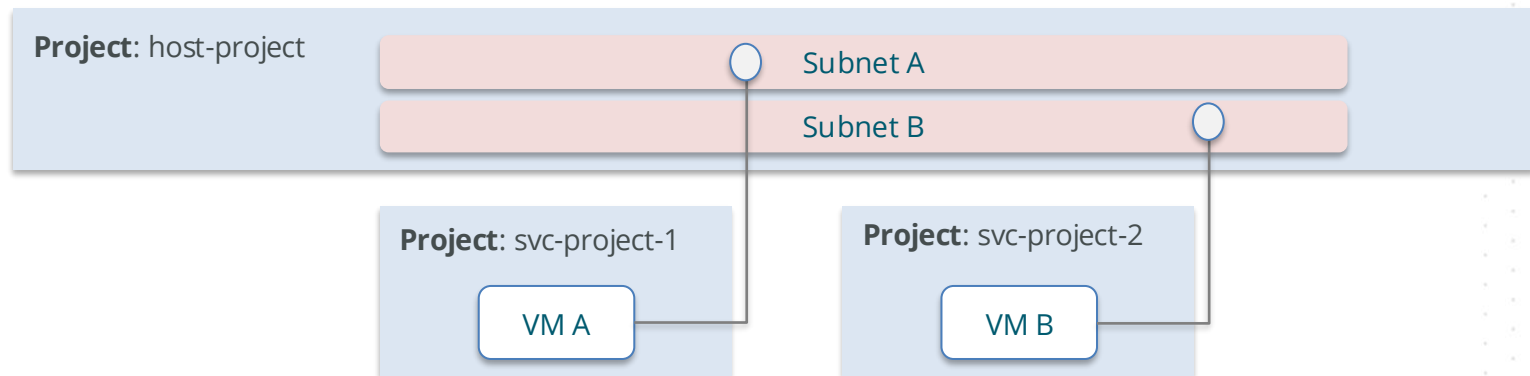 Project: host-project
Subnet A
Subnet B
Project: svc-project-1
VM A
Project: svc-project-2
VM B